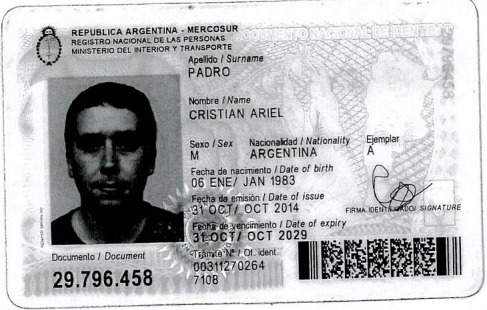 REPUBLICA ARGENTINA - MERCOSUR
REGISTRO NACIONAL DE LAS PERSONAS
MINISTERIO DEL INTERIOR Y TRANSPORTE
DOCUMENTO NACIONAL DE IDENTIDAD
Apellido / Surname
PADRO
Nombre / Name
CRISTIAN ARIEL
Sexo / Sex Nacionalidad / Nationality Ejemplar
M ARGENTINA A
Fecha de nacimiento / Date of birth
06 ENE/ JAN 1983
Fecha de emisión / Date of issue
31 OCT/ OCT 2014
FIRMA IDENTIFICADO/ SIGNATURE
Fecha de vencimiento / Date of expiry
31 OCT/ OCT 2029
Documento / Document
29.796.458
Trámite Nº / Of. ident.
00311270264
7108